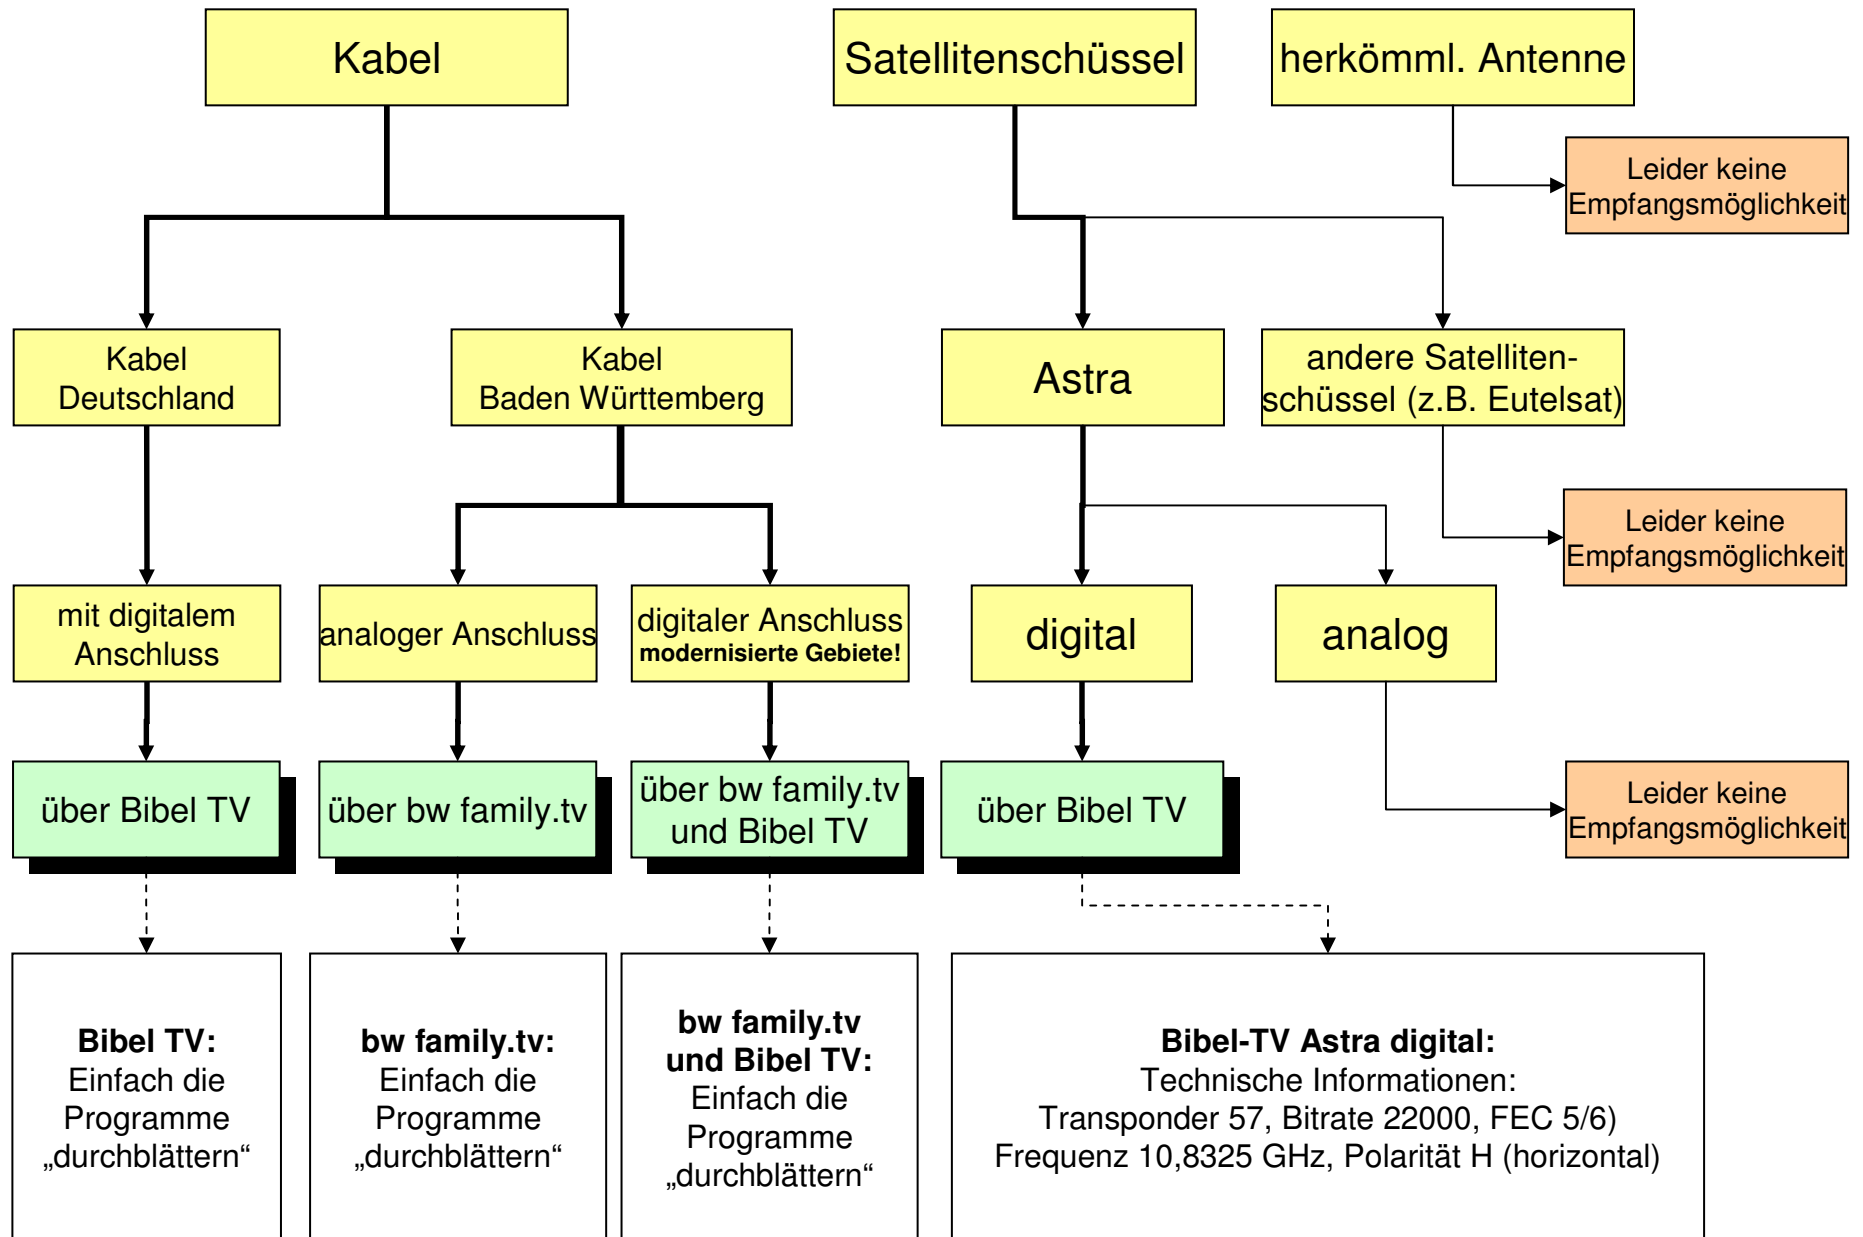 Kabel
Satellitenschüssel
herkömml. Antenne
Leider keine
Empfangsmöglichkeit
Kabel
Deutschland
Kabel
Baden Württemberg
Astra
andere Satelliten-
schüssel (z.B. Eutelsat)
Leider keine
Empfangsmöglichkeit
mit digitalem
Anschluss
analoger Anschluss
digitaler Anschluss
modernisierte Gebiete!
digital
analog
über Bibel TV
über bw family.tv
über bw family.tv
und Bibel TV
über Bibel TV
Leider keine
Empfangsmöglichkeit
Bibel TV:
Einfach die
Programme
„durchblättern“
bw family.tv:
Einfach die
Programme
„durchblättern“
bw family.tv
und Bibel TV:
Einfach die
Programme
„durchblättern“
Bibel-TV Astra digital:
Technische Informationen:
Transponder 57, Bitrate 22000, FEC 5/6)
Frequenz 10,8325 GHz, Polarität H (horizontal)